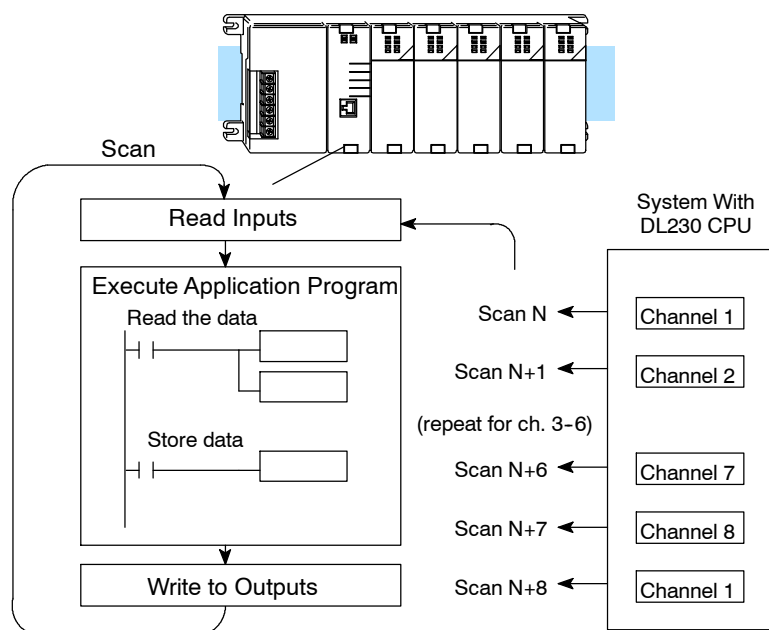 Scan
Read Inputs
Execute Application Program
Read the data
Store data
Write to Outputs
System With
DL230 CPU
Scan N
Channel 1
Scan N+1
Channel 2
(repeat for ch. 3-6)
Scan N+6
Channel 7
Scan N+7
Channel 8
Scan N+8
Channel 1